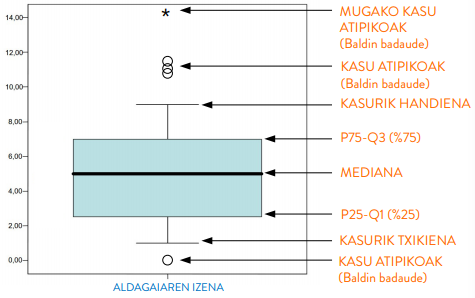 14,00
12,00
10,00
8,00
6,00
4,00
2,00
0,00
*
MUGAKO KASU
ATIPIKOAK
(Baldin badaude)
KASU ATIPIKOAK
(Baldin badaude)
KASURIK HANDIENA
P75-Q3 (%75)
MEDIANA
P25-Q1 (%25)
KASURIK TXIKIENA
KASU ATIPIKOAK
(Baldin badaude)
ALDAGAIAREN IZENA